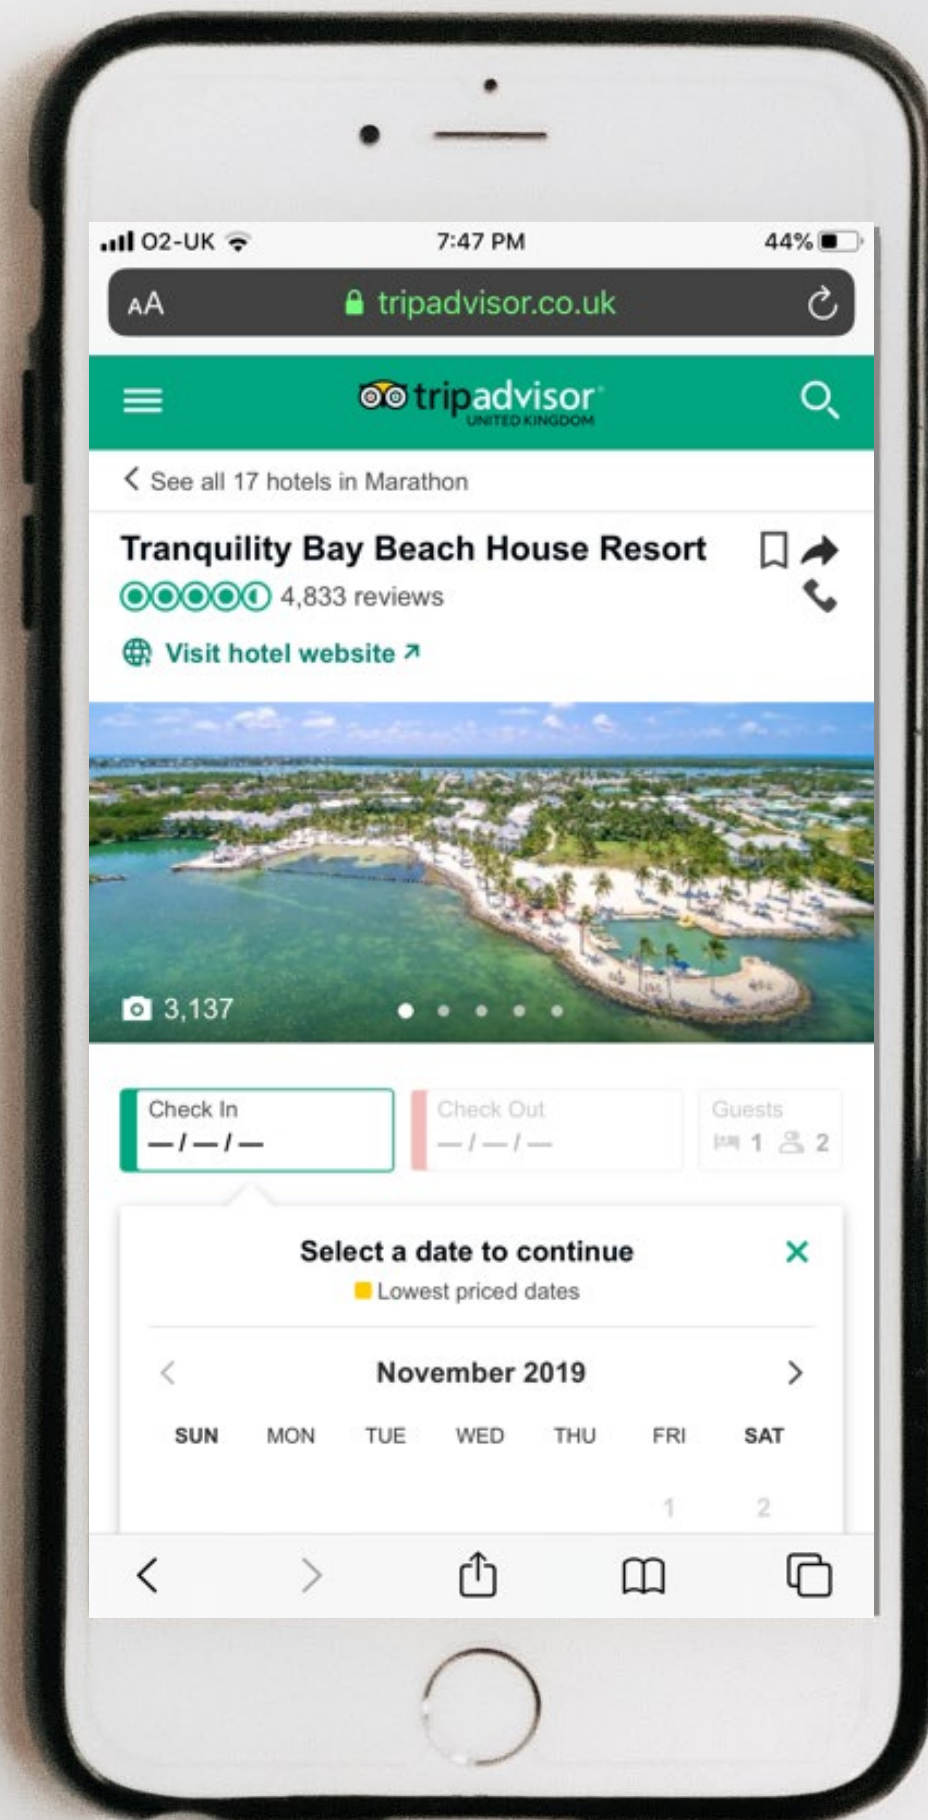 O2-UK 7:47 PM 44%
AA tripadvisor.co.uk
tripadvisor®
UNITED KINGDOM
See all 17 hotels in Marathon
Tranquility Bay Beach House Resort
4,833 reviews
Visit hotel website
3,137
Check In Check Out Guests
– / – / – – / – / – 1 2
Select a date to continue
Lowest priced dates
November 2019
SUN MON TUE WED THU FRI SAT
1 2